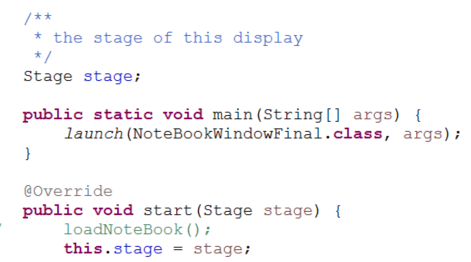 /**
 * the stage of this display
 */
Stage stage;

public static void main(String[] args) {
    launch(NoteBookWindowFinal.class, args);
}

@Override
public void start(Stage stage) {
    loadNoteBook();
    this.stage = stage;